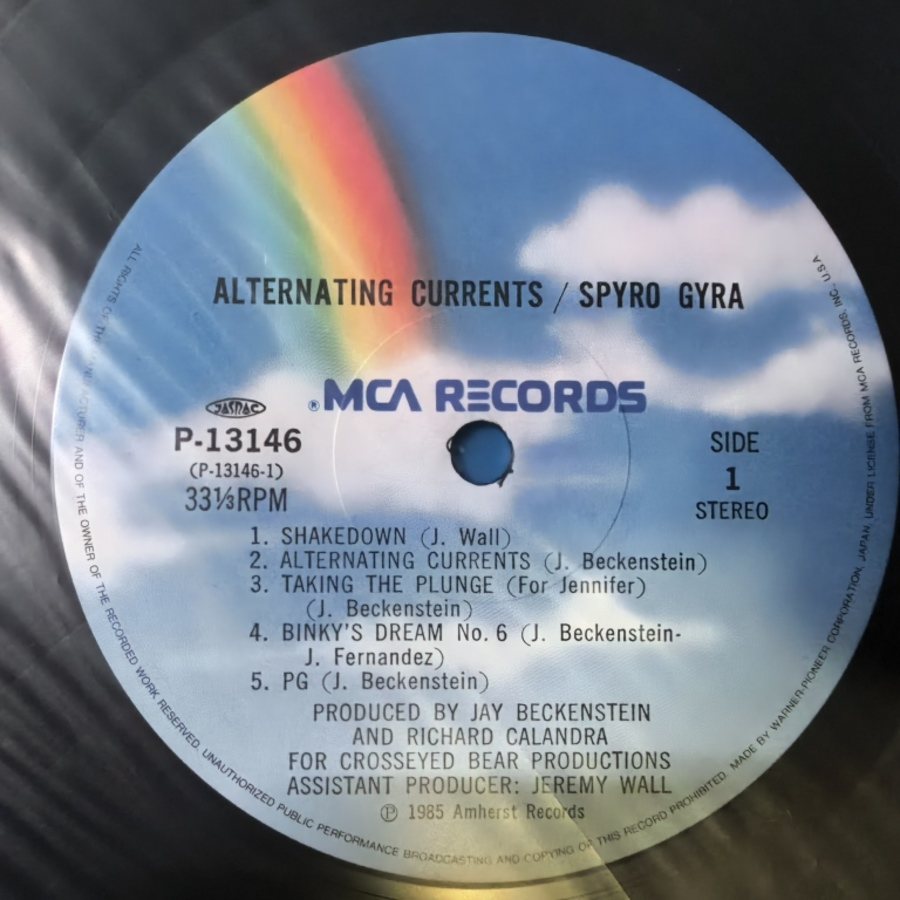 ALTERNATING CURRENTS / SPYRO GYRA
® MCA RECORDS
JASRAC
P-13146
(P-13146-1)
33⅓RPM
SIDE
1
STEREO
1. SHAKEDOWN (J. Wall)
2. ALTERNATING CURRENTS (J. Beckenstein)
3. TAKING THE PLUNGE (For Jennifer)
(J. Beckenstein)
4. BINKY'S DREAM No. 6 (J. Beckenstein-
J. Fernandez)
5. PG (J. Beckenstein)
PRODUCED BY JAY BECKENSTEIN
AND RICHARD CALANDRA
FOR CROSSEYED BEAR PRODUCTIONS
ASSISTANT PRODUCER: JEREMY WALL
℗ 1985 Amherst Records
ALL RIGHTS OF THE MANUFACTURER AND OF THE OWNER OF THE RECORDED WORK RESERVED. UNAUTHORIZED PUBLIC PERFORMANCE BROADCASTING AND COPYING OF THIS RECORD PROHIBITED. MADE BY WARNER-PIONEER CORPORATION, JAPAN, UNDER LICENSE FROM MCA RECORDS, INC., U.S.A.